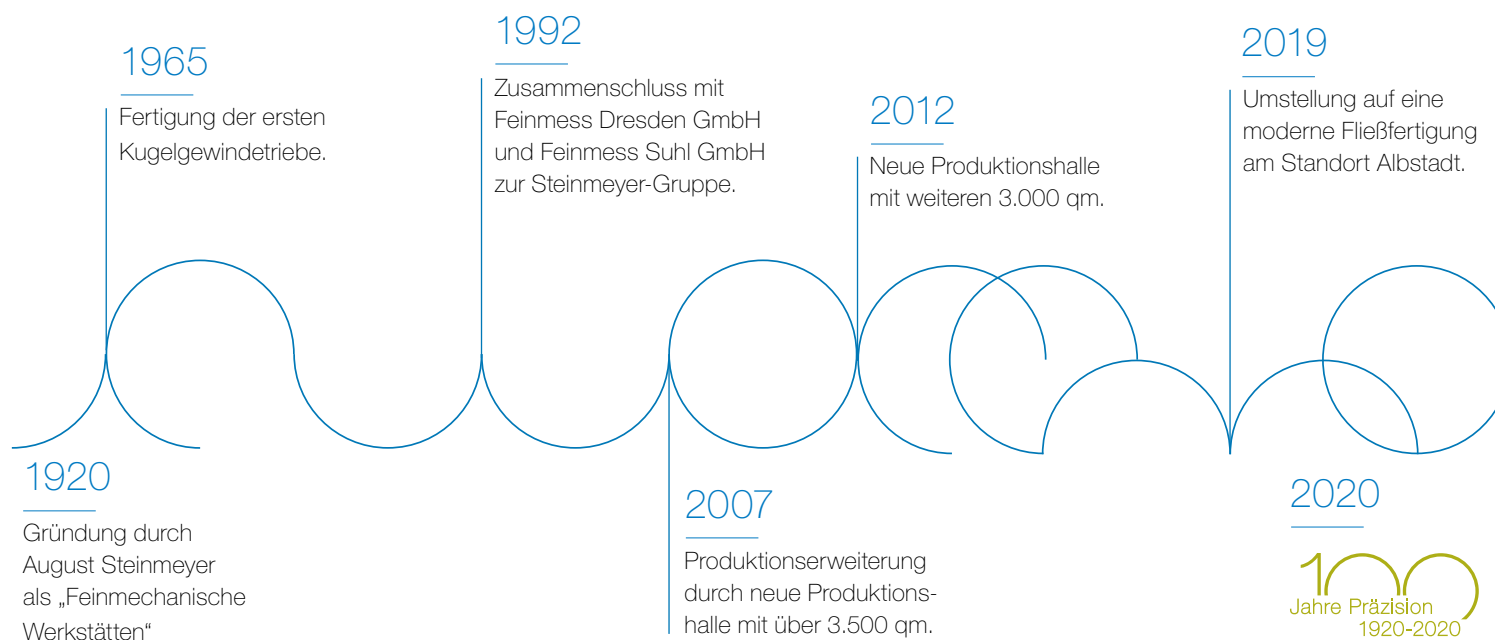 1920
Gründung durch
August Steinmeyer
als „Feinmechanische
Werkstätten“
1965
Fertigung der ersten
Kugelgewindetriebe.
1992
Zusammenschluss mit
Feinmess Dresden GmbH
und Feinmess Suhl GmbH
zur Steinmeyer-Gruppe.
2007
Produktionserweiterung
durch neue Produktions-
halle mit über 3.500 qm.
2012
Neue Produktionshalle
mit weiteren 3.000 qm.
2019
Umstellung auf eine
moderne Fließfertigung
am Standort Albstadt.
2020
100
Jahre Präzision
1920-2020